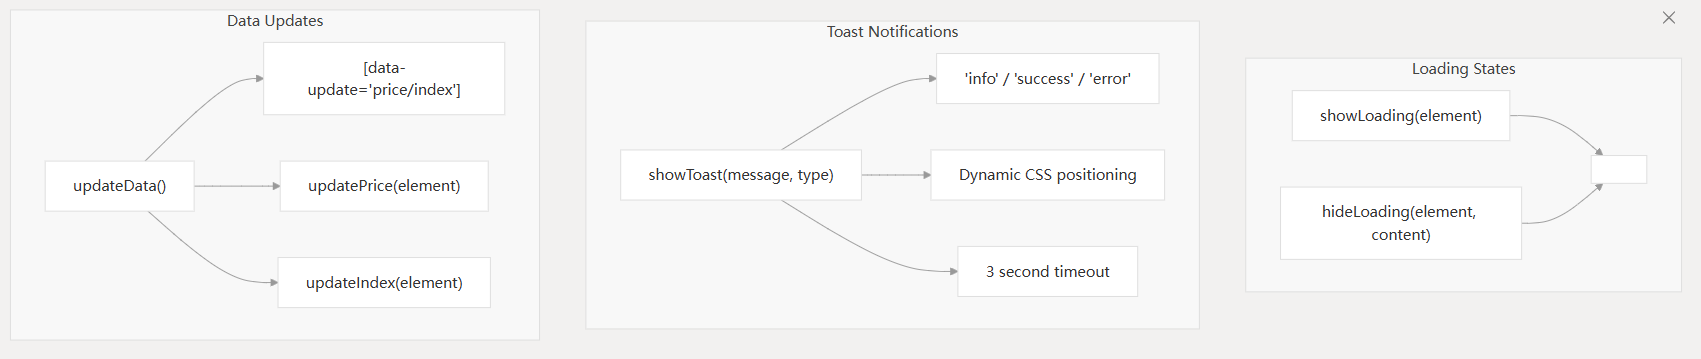 Data Updates
[data-
update='price/index']
updateData()
updatePrice(element)
updateIndex(element)
Toast Notifications
'info' / 'success' / 'error'
showToast(message, type)
Dynamic CSS positioning
3 second timeout
Loading States
showLoading(element)
hideLoading(element,
content)